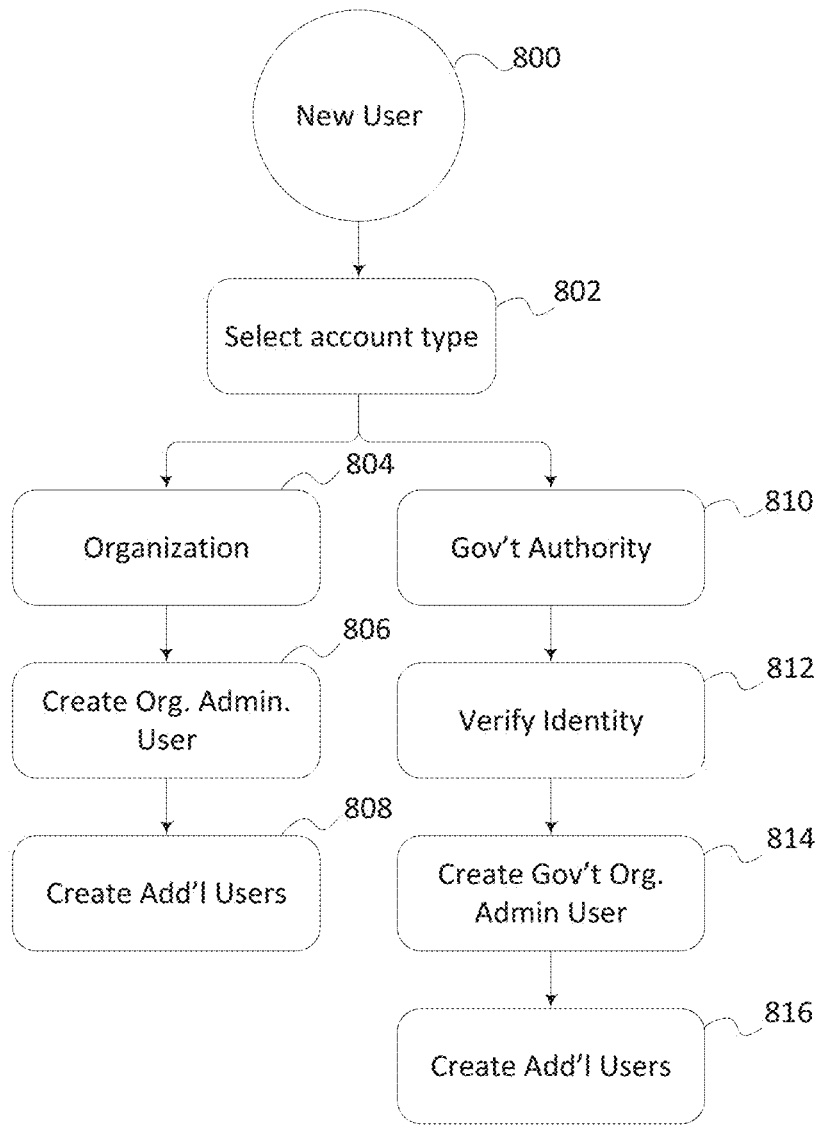 800
New User
802
Select account type
804
Organization
810
Gov't Authority
806
Create Org. Admin.
User
812
Verify Identity
808
Create Add'l Users
814
Create Gov't Org.
Admin User
816
Create Add'l Users